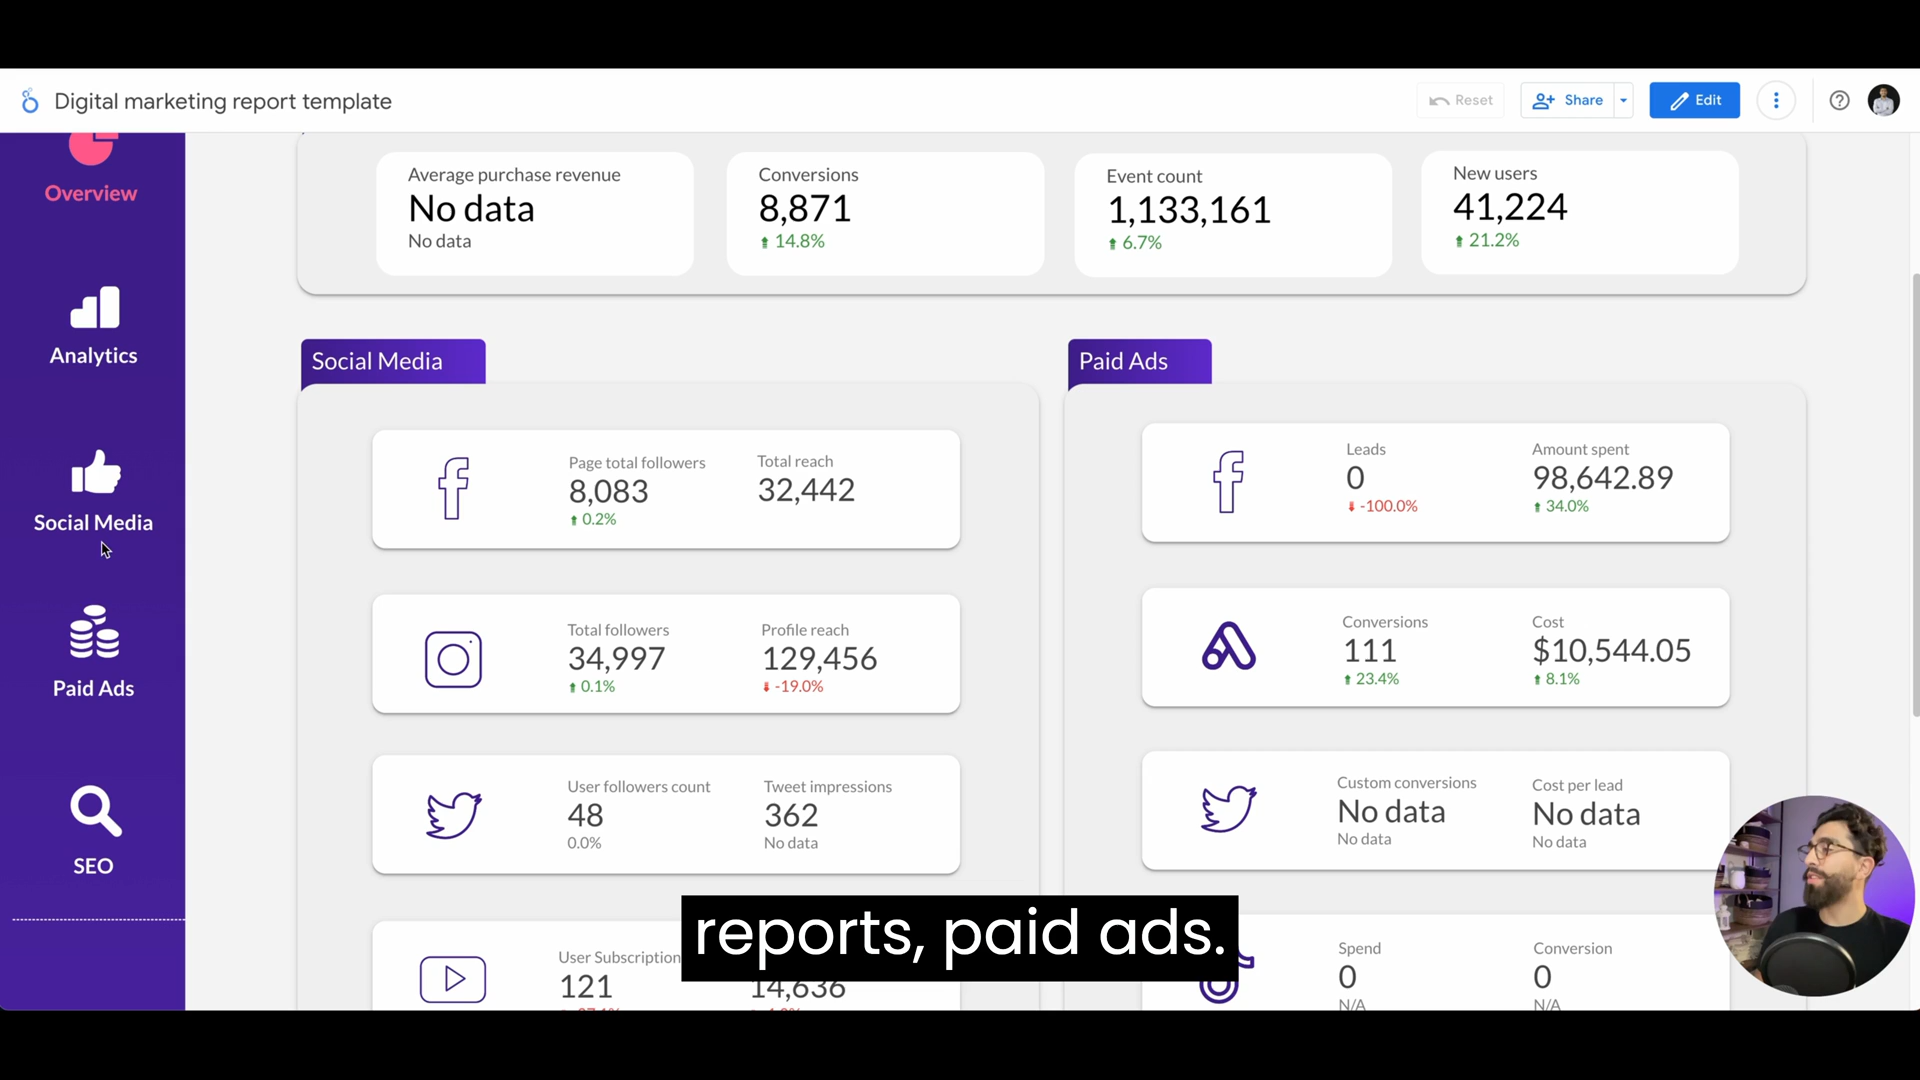 Digital marketing report template
Reset
Share
Edit
Overview
Analytics
Social Media
Paid Ads
SEO
Average purchase revenue
No data
No data
Conversions
8,871
14.8%
Event count
1,133,161
6.7%
New users
41,224
21.2%
Social Media
Page total followers
8,083
0.2%
Total reach
32,442
Total followers
34,997
0.1%
Profile reach
129,456
-19.0%
User followers count
48
0.0%
Tweet impressions
362
No data
User Subscription
121
14,636
Paid Ads
Leads
0
-100.0%
Amount spent
98,642.89
34.0%
Conversions
111
23.4%
Cost
$10,544.05
8.1%
Custom conversions
No data
No data
Cost per lead
No data
No data
Spend
0
N/A
Conversion
0
N/A
reports, paid ads.